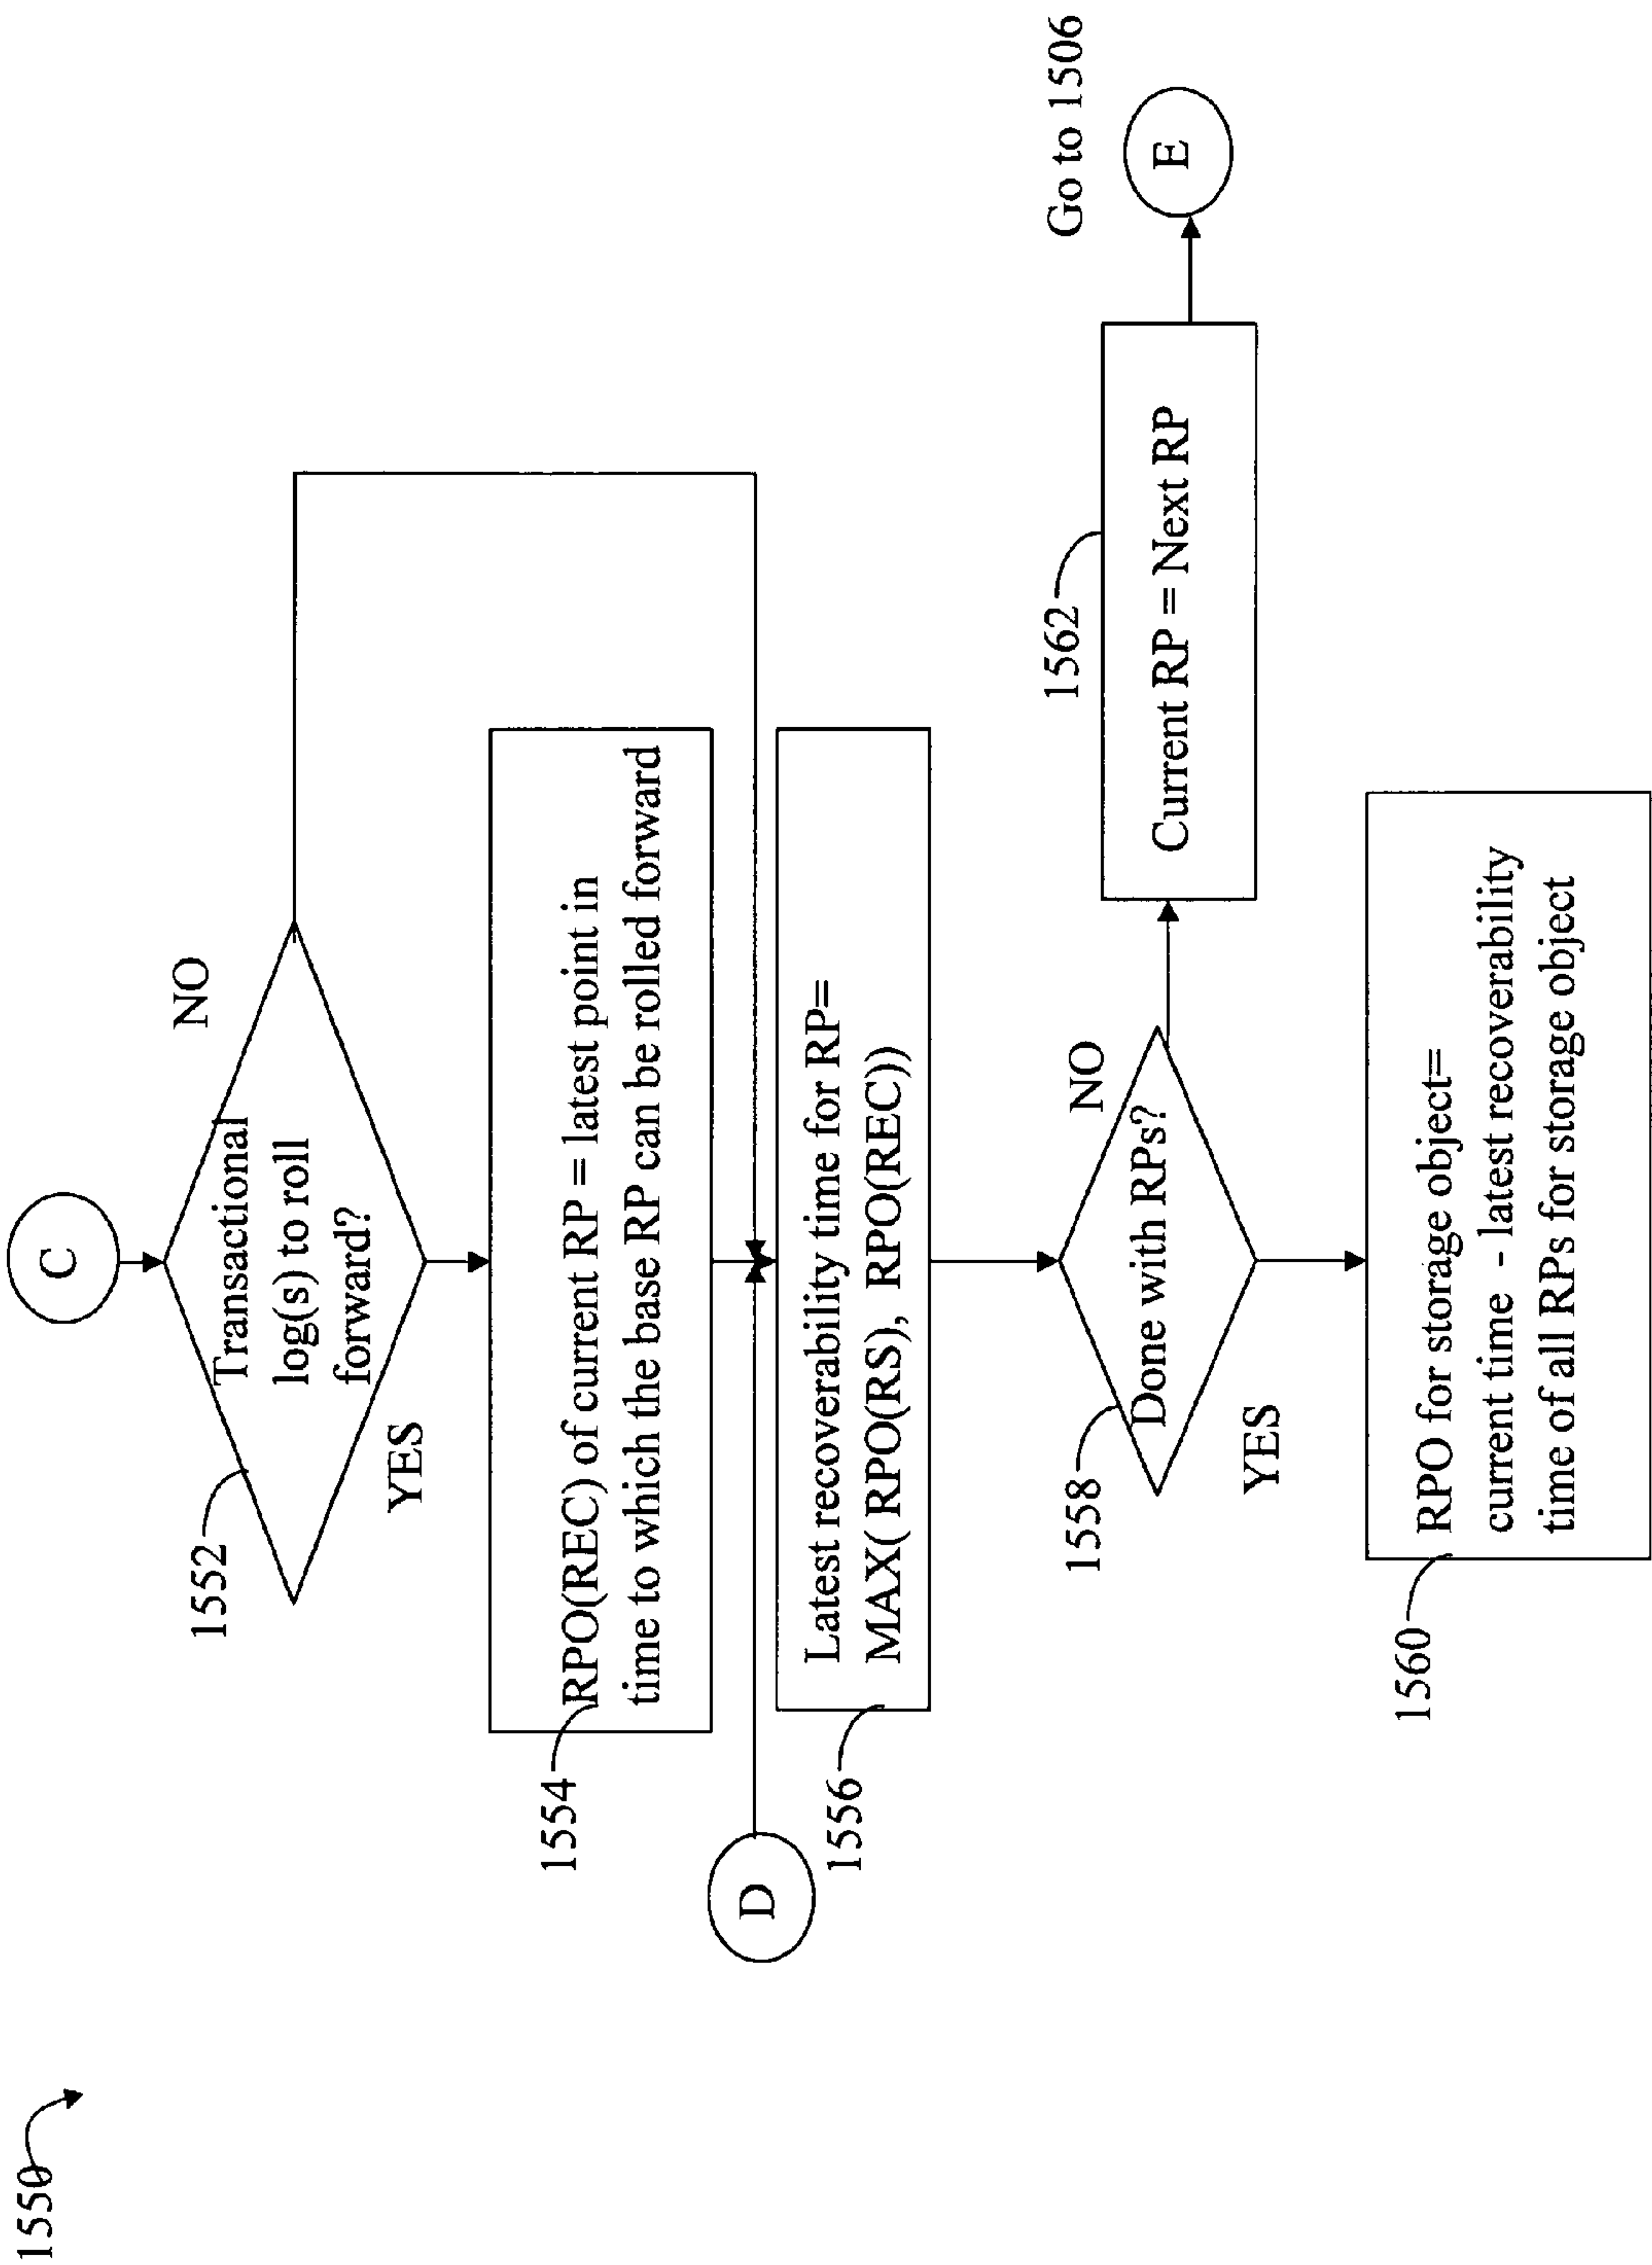 1550
C
1552
Transactional
log(s) to roll
forward?
NO
YES
1554
RPO(REC) of current RP = latest point in
time to which the base RP can be rolled forward
D
1556
Latest recoverability time for RP=
MAX( RPO(RS), RPO(REC))
1558
Done with RPs?
NO
YES
1562
Current RP = Next RP
Go to 1506
E
1560
RPO for storage object=
current time - latest recoverability
time of all RPs for storage object